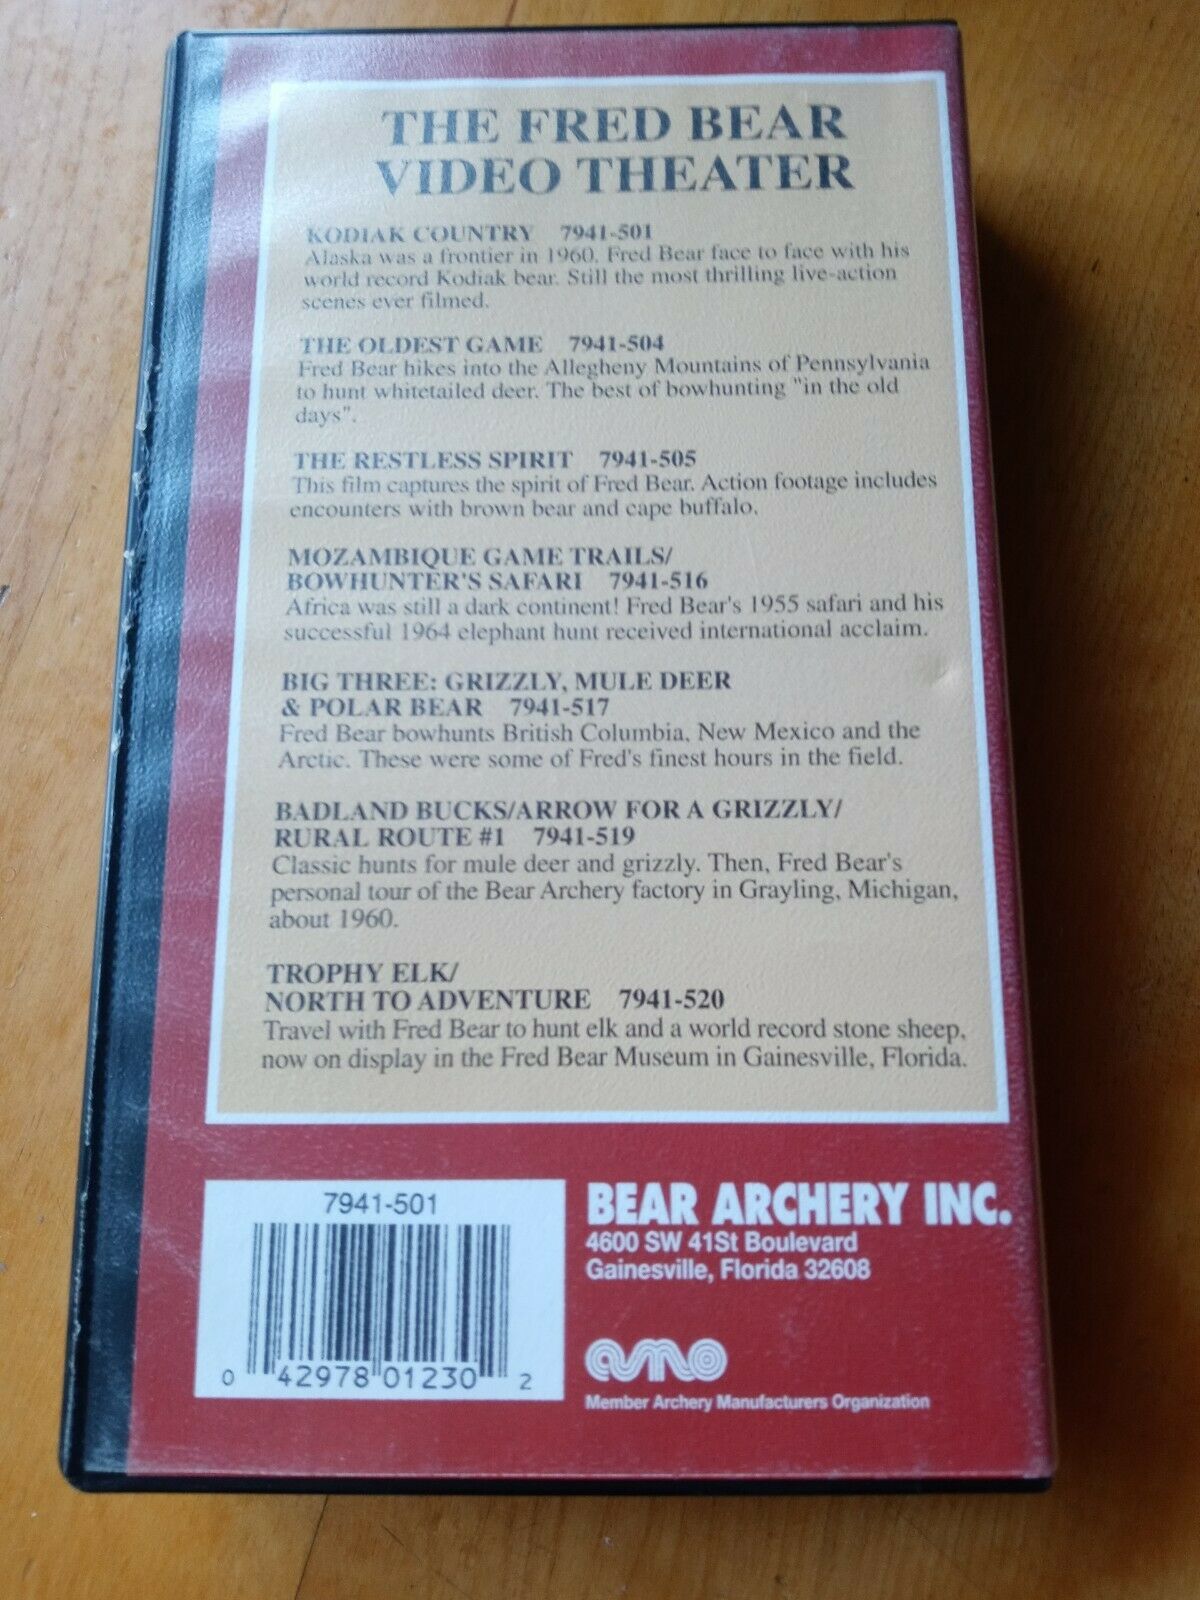 THE FRED BEAR
VIDEO THEATER
KODIAK COUNTRY 7941-501
Alaska was a frontier in 1960. Fred Bear face to face with his
world record Kodiak bear. Still the most thrilling live-action
scenes ever filmed.
THE OLDEST GAME 7941-504
Fred Bear hikes into the Allegheny Mountains of Pennsylvania
to hunt whitetailed deer. The best of bowhunting "in the old
days".
THE RESTLESS SPIRIT 7941-505
This film captures the spirit of Fred Bear. Action footage includes
encounters with brown bear and cape buffalo.
MOZAMBIQUE GAME TRAILS/
BOWHUNTER'S SAFARI 7941-516
Africa was still a dark continent! Fred Bear's 1955 safari and his
successful 1964 elephant hunt received international acclaim.
BIG THREE: GRIZZLY, MULE DEER
& POLAR BEAR 7941-517
Fred Bear bowhunts British Columbia, New Mexico and the
Arctic. These were some of Fred's finest hours in the field.
BADLAND BUCKS/ARROW FOR A GRIZZLY/
RURAL ROUTE #1 7941-519
Classic hunts for mule deer and grizzly. Then, Fred Bear's
personal tour of the Bear Archery factory in Grayling, Michigan,
about 1960.
TROPHY ELK/
NORTH TO ADVENTURE 7941-520
Travel with Fred Bear to hunt elk and a world record stone sheep,
now on display in the Fred Bear Museum in Gainesville, Florida.
7941-501
0 42978 01230 2
BEAR ARCHERY INC.
4600 SW 41St Boulevard
Gainesville, Florida 32608
amo
Member Archery Manufacturers Organization